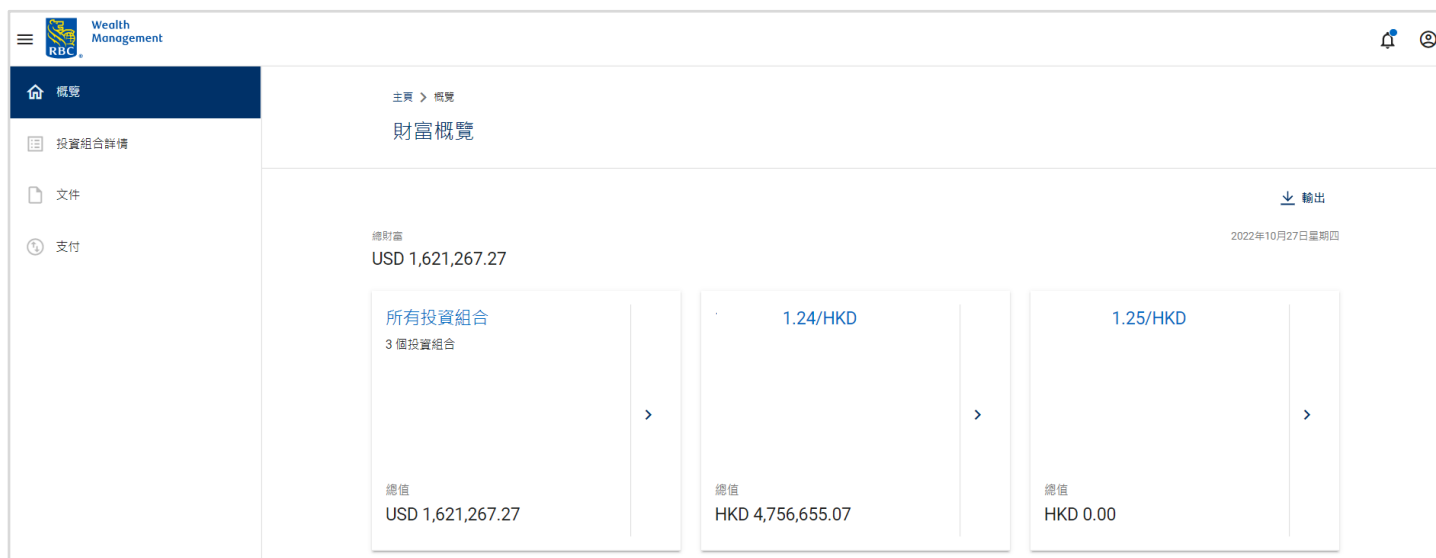 Wealth
Management
RBC
概覽
投資組合詳情
文件
支付
主頁 > 概覽
財富概覽
輸出
總財富
2022年10月27日星期四
USD 1,621,267.27
所有投資組合
3 個投資組合
總值
USD 1,621,267.27
1.24/HKD
總值
HKD 4,756,655.07
1.25/HKD
總值
HKD 0.00